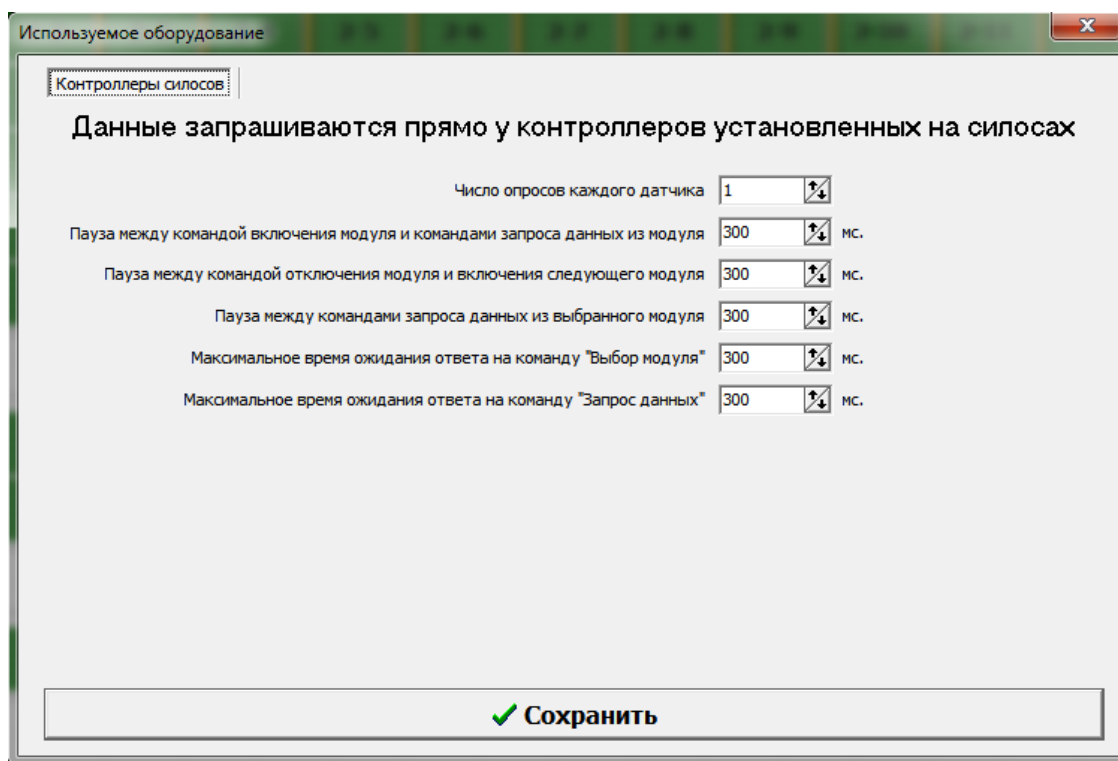 Используемое оборудование
Контроллеры силосов
Данные запрашиваются прямо у контроллеров установленных на силосах
Число опросов каждого датчика 1
Пауза между командой включения модуля и командами запроса данных из модуля 300 мс.
Пауза между командой отключения модуля и включения следующего модуля 300 мс.
Пауза между командами запроса данных из выбранного модуля 300 мс.
Максимальное время ожидания ответа на команду "Выбор модуля" 300 мс.
Максимальное время ожидания ответа на команду "Запрос данных" 300 мс.
Сохранить